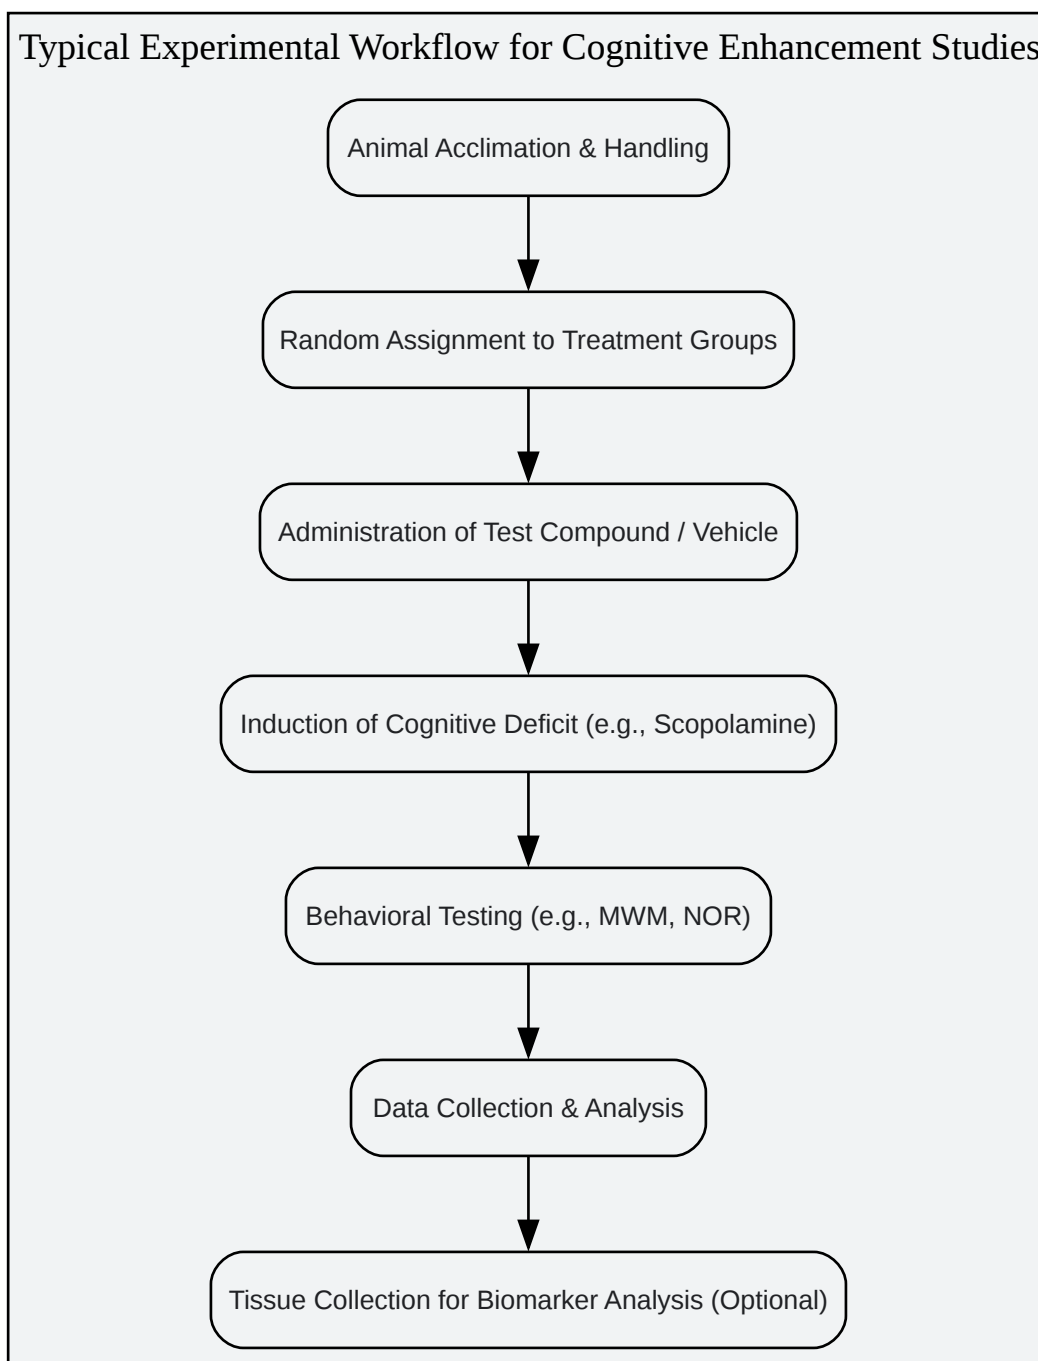 Typical Experimental Workflow for Cognitive Enhancement Studies
Animal Acclimation & Handling
Random Assignment to Treatment Groups
Administration of Test Compound / Vehicle
Induction of Cognitive Deficit (e.g., Scopolamine)
Behavioral Testing (e.g., MWM, NOR)
Data Collection & Analysis
Tissue Collection for Biomarker Analysis (Optional)